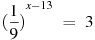 (1/9)^{x−13} = 3